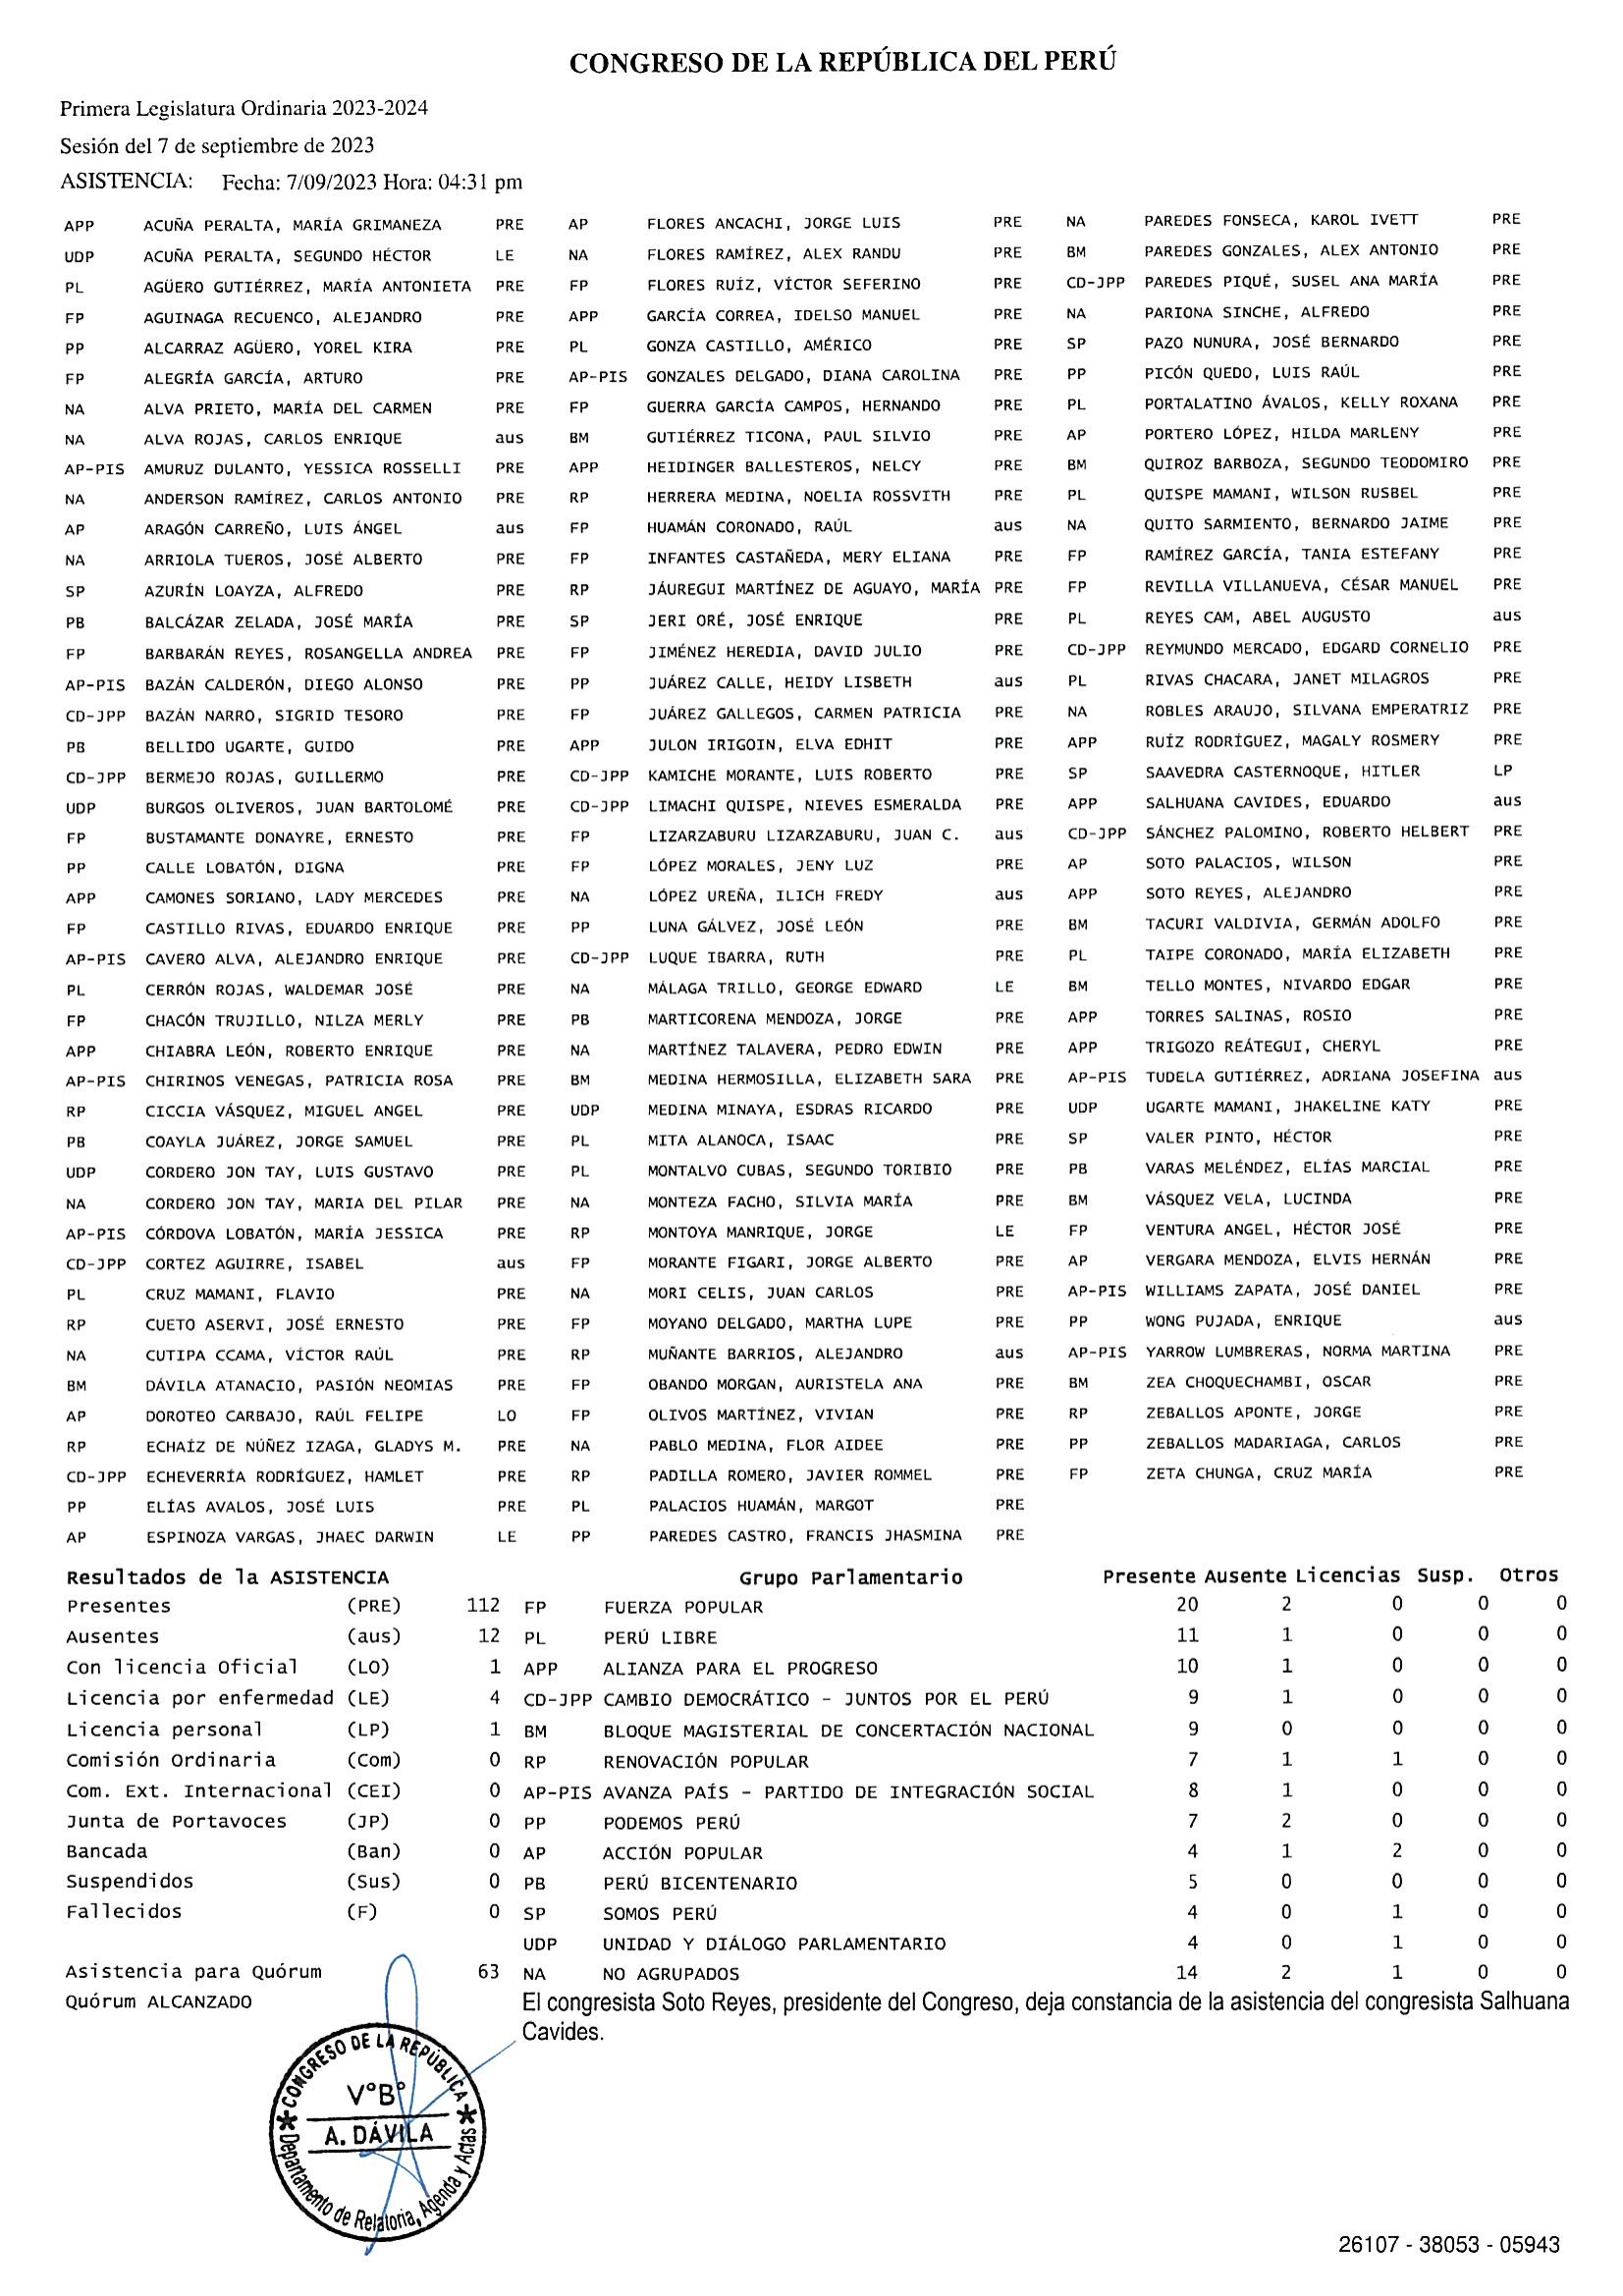 CONGRESO DE LA REPÚBLICA DEL PERÚ
Primera Legislatura Ordinaria 2023-2024
Sesión del 7 de septiembre de 2023
ASISTENCIA: Fecha: 7/09/2023 Hora: 04:31 pm
APP ACUÑA PERALTA, MARÍA GRIMANEZA PRE AP FLORES ANCACHI, JORGE LUIS PRE NA PAREDES FONSECA, KAROL IVETT PRE
UDP ACUÑA PERALTA, SEGUNDO HÉCTOR LE NA FLORES RAMÍREZ, ALEX RANDU PRE BM PAREDES GONZALES, ALEX ANTONIO PRE
PL AGÜERO GUTIÉRREZ, MARÍA ANTONIETA PRE FP FLORES RUÍZ, VÍCTOR SEFERINO PRE CD-JPP PAREDES PIQUÉ, SUSEL ANA MARÍA PRE
FP AGUINAGA RECUENCO, ALEJANDRO PRE APP GARCÍA CORREA, IDELSO MANUEL PRE NA PARIONA SINCHE, ALFREDO PRE
PP ALCARRAZ AGÜERO, YOREL KIRA PRE PL GONZA CASTILLO, AMÉRICO PRE SP PAZO NUNURA, JOSÉ BERNARDO PRE
FP ALEGRÍA GARCÍA, ARTURO PRE AP-PIS GONZALES DELGADO, DIANA CAROLINA PRE PP PICÓN QUEDO, LUIS RAÚL PRE
NA ALVA PRIETO, MARÍA DEL CARMEN PRE FP GUERRA GARCÍA CAMPOS, HERNANDO PRE PL PORTALATINO ÁVALOS, KELLY ROXANA PRE
NA ALVA ROJAS, CARLOS ENRIQUE aus BM GUTIÉRREZ TICONA, PAUL SILVIO PRE AP PORTERO LÓPEZ, HILDA MARLENY PRE
AP-PIS AMURUZ DULANTO, YESSICA ROSSELLI PRE APP HEIDINGER BALLESTEROS, NELCY PRE BM QUIROZ BARBOZA, SEGUNDO TEODOMIRO PRE
NA ANDERSON RAMÍREZ, CARLOS ANTONIO PRE RP HERRERA MEDINA, NOELIA ROSSVITH PRE PL QUISPE MAMANI, WILSON RUSBEL PRE
AP ARAGÓN CARREÑO, LUIS ÁNGEL aus FP HUAMÁN CORONADO, RAÚL aus NA QUITO SARMIENTO, BERNARDO JAIME PRE
NA ARRIOLA TUEROS, JOSÉ ALBERTO PRE FP INFANTES CASTAÑEDA, MERY ELIANA PRE FP RAMÍREZ GARCÍA, TANIA ESTEFANY PRE
SP AZURÍN LOAYZA, ALFREDO PRE RP JÁUREGUI MARTÍNEZ DE AGUAYO, MARÍA PRE FP REVILLA VILLANUEVA, CÉSAR MANUEL PRE
PB BALCÁZAR ZELADA, JOSÉ MARÍA PRE SP JERI ORÉ, JOSÉ ENRIQUE PRE PL REYES CAM, ABEL AUGUSTO aus
FP BARBARÁN REYES, ROSANGELLA ANDREA PRE FP JIMÉNEZ HEREDIA, DAVID JULIO PRE CD-JPP REYMUNDO MERCADO, EDGARD CORNELIO PRE
AP-PIS BAZÁN CALDERÓN, DIEGO ALONSO PRE PP JUÁREZ CALLE, HEIDY LISBETH aus PL RIVAS CHACARA, JANET MILAGROS PRE
CD-JPP BAZÁN NARRO, SIGRID TESORO PRE FP JUÁREZ GALLEGOS, CARMEN PATRICIA PRE NA ROBLES ARAUJO, SILVANA EMPERATRIZ PRE
PB BELLIDO UGARTE, GUIDO PRE APP JULON IRIGOIN, ELVA EDHIT PRE APP RUÍZ RODRÍGUEZ, MAGALY ROSMERY PRE
CD-JPP BERMEJO ROJAS, GUILLERMO PRE CD-JPP KAMICHE MORANTE, LUIS ROBERTO PRE SP SAAVEDRA CASTERNOQUE, HITLER LP
UDP BURGOS OLIVEROS, JUAN BARTOLOMÉ PRE CD-JPP LIMACHI QUISPE, NIEVES ESMERALDA PRE APP SALHUANA CAVIDES, EDUARDO aus
FP BUSTAMANTE DONAYRE, ERNESTO PRE FP LIZARZABURU LIZARZABURU, JUAN C. aus CD-JPP SÁNCHEZ PALOMINO, ROBERTO HELBERT PRE
PP CALLE LOBATÓN, DIGNA PRE FP LÓPEZ MORALES, JENY LUZ PRE AP SOTO PALACIOS, WILSON PRE
APP CAMONES SORIANO, LADY MERCEDES PRE NA LÓPEZ UREÑA, ILICH FREDY aus APP SOTO REYES, ALEJANDRO PRE
FP CASTILLO RIVAS, EDUARDO ENRIQUE PRE PP LUNA GÁLVEZ, JOSÉ LEÓN PRE BM TACURI VALDIVIA, GERMÁN ADOLFO PRE
AP-PIS CAVERO ALVA, ALEJANDRO ENRIQUE PRE CD-JPP LUQUE IBARRA, RUTH PRE PL TAIPE CORONADO, MARÍA ELIZABETH PRE
PL CERRÓN ROJAS, WALDEMAR JOSÉ PRE NA MÁLAGA TRILLO, GEORGE EDWARD LE BM TELLO MONTES, NIVARDO EDGAR PRE
FP CHACÓN TRUJILLO, NILZA MERLY PRE PB MARTICORENA MENDOZA, JORGE PRE APP TORRES SALINAS, ROSIO PRE
APP CHIABRA LEÓN, ROBERTO ENRIQUE PRE NA MARTÍNEZ TALAVERA, PEDRO EDWIN PRE APP TRIGOZO REÁTEGUI, CHERYL PRE
AP-PIS CHIRINOS VENEGAS, PATRICIA ROSA PRE BM MEDINA HERMOSILLA, ELIZABETH SARA PRE AP-PIS TUDELA GUTIÉRREZ, ADRIANA JOSEFINA aus
RP CICCIA VÁSQUEZ, MIGUEL ANGEL PRE UDP MEDINA MINAYA, ESDRAS RICARDO PRE UDP UGARTE MAMANI, JHAKELINE KATY PRE
PB COAYLA JUÁREZ, JORGE SAMUEL PRE PL MITA ALANOCA, ISAAC PRE SP VALER PINTO, HÉCTOR PRE
UDP CORDERO JON TAY, LUIS GUSTAVO PRE PL MONTALVO CUBAS, SEGUNDO TORIBIO PRE PB VARAS MELÉNDEZ, ELÍAS MARCIAL PRE
NA CORDERO JON TAY, MARIA DEL PILAR PRE NA MONTEZA FACHO, SILVIA MARÍA PRE BM VÁSQUEZ VELA, LUCINDA PRE
AP-PIS CÓRDOVA LOBATÓN, MARÍA JESSICA PRE RP MONTOYA MANRIQUE, JORGE LE FP VENTURA ANGEL, HÉCTOR JOSÉ PRE
CD-JPP CORTEZ AGUIRRE, ISABEL aus FP MORANTE FIGARI, JORGE ALBERTO PRE AP VERGARA MENDOZA, ELVIS HERNÁN PRE
PL CRUZ MAMANI, FLAVIO PRE NA MORI CELIS, JUAN CARLOS PRE AP-PIS WILLIAMS ZAPATA, JOSÉ DANIEL PRE
RP CUETO ASERVI, JOSÉ ERNESTO PRE FP MOYANO DELGADO, MARTHA LUPE PRE PP WONG PUJADA, ENRIQUE aus
NA CUTIPA CCAMA, VÍCTOR RAÚL PRE RP MUÑANTE BARRIOS, ALEJANDRO aus AP-PIS YARROW LUMBRERAS, NORMA MARTINA PRE
BM DÁVILA ATANACIO, PASIÓN NEOMIAS PRE FP OBANDO MORGAN, AURISTELA ANA PRE BM ZEA CHOQUECHAMBI, OSCAR PRE
AP DOROTEO CARBAJO, RAÚL FELIPE LO FP OLIVOS MARTÍNEZ, VIVIAN PRE RP ZEBALLOS APONTE, JORGE PRE
RP ECHAÍZ DE NÚÑEZ IZAGA, GLADYS M. PRE NA PABLO MEDINA, FLOR AIDEE PRE PP ZEBALLOS MADARIAGA, CARLOS PRE
CD-JPP ECHEVERRÍA RODRÍGUEZ, HAMLET PRE RP PADILLA ROMERO, JAVIER ROMMEL PRE FP ZETA CHUNGA, CRUZ MARÍA PRE
PP ELÍAS AVALOS, JOSÉ LUIS PRE PL PALACIOS HUAMÁN, MARGOT PRE
AP ESPINOZA VARGAS, JHAEC DARWIN LE PP PAREDES CASTRO, FRANCIS JHASMINA PRE
Resultados de la ASISTENCIA Grupo Parlamentario Presente Ausente Licencias Susp. Otros
Presentes (PRE) 112 FP FUERZA POPULAR 20 2 0 0 0
Ausentes (aus) 12 PL PERÚ LIBRE 11 1 0 0 0
Con licencia Oficial (LO) 1 APP ALIANZA PARA EL PROGRESO 10 1 0 0 0
Licencia por enfermedad (LE) 4 CD-JPP CAMBIO DEMOCRÁTICO - JUNTOS POR EL PERÚ 9 1 0 0 0
Licencia personal (LP) 1 BM BLOQUE MAGISTERIAL DE CONCERTACIÓN NACIONAL 9 0 0 0 0
Comisión Ordinaria (Com) 0 RP RENOVACIÓN POPULAR 7 1 1 0 0
Com. Ext. Internacional (CEI) 0 AP-PIS AVANZA PAÍS - PARTIDO DE INTEGRACIÓN SOCIAL 8 1 0 0 0
Junta de Portavoces (JP) 0 PP PODEMOS PERÚ 7 2 0 0 0
Bancada (Ban) 0 AP ACCIÓN POPULAR 4 1 2 0 0
Suspendidos (Sus) 0 PB PERÚ BICENTENARIO 5 0 0 0 0
Fallecidos (F) 0 SP SOMOS PERÚ 4 0 1 0 0
UDP UNIDAD Y DIÁLOGO PARLAMENTARIO 4 0 1 0 0
Asistencia para Quórum 63 NA NO AGRUPADOS 14 2 1 0 0
Quórum ALCANZADO El congresista Soto Reyes, presidente del Congreso, deja constancia de la asistencia del congresista Salhuana
Cavides.
CONGRESO DE LA REPÚBLICA
V°B°
A. DÁVILA
Departamento de Relatoria, Agenda y Actas
26107 - 38053 - 05943